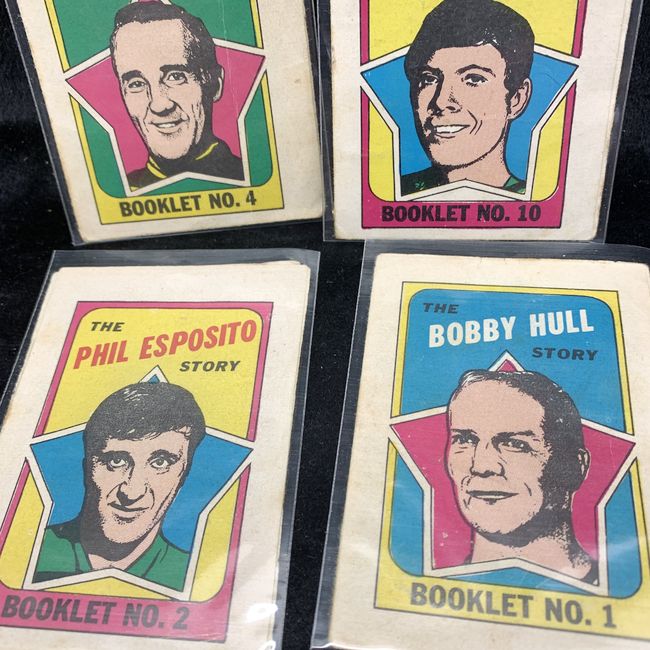 BOOKLET NO. 4
BOOKLET NO. 10
THE
PHIL ESPOSITO
STORY
BOOKLET NO. 2
THE
BOBBY HULL
STORY
BOOKLET NO. 1